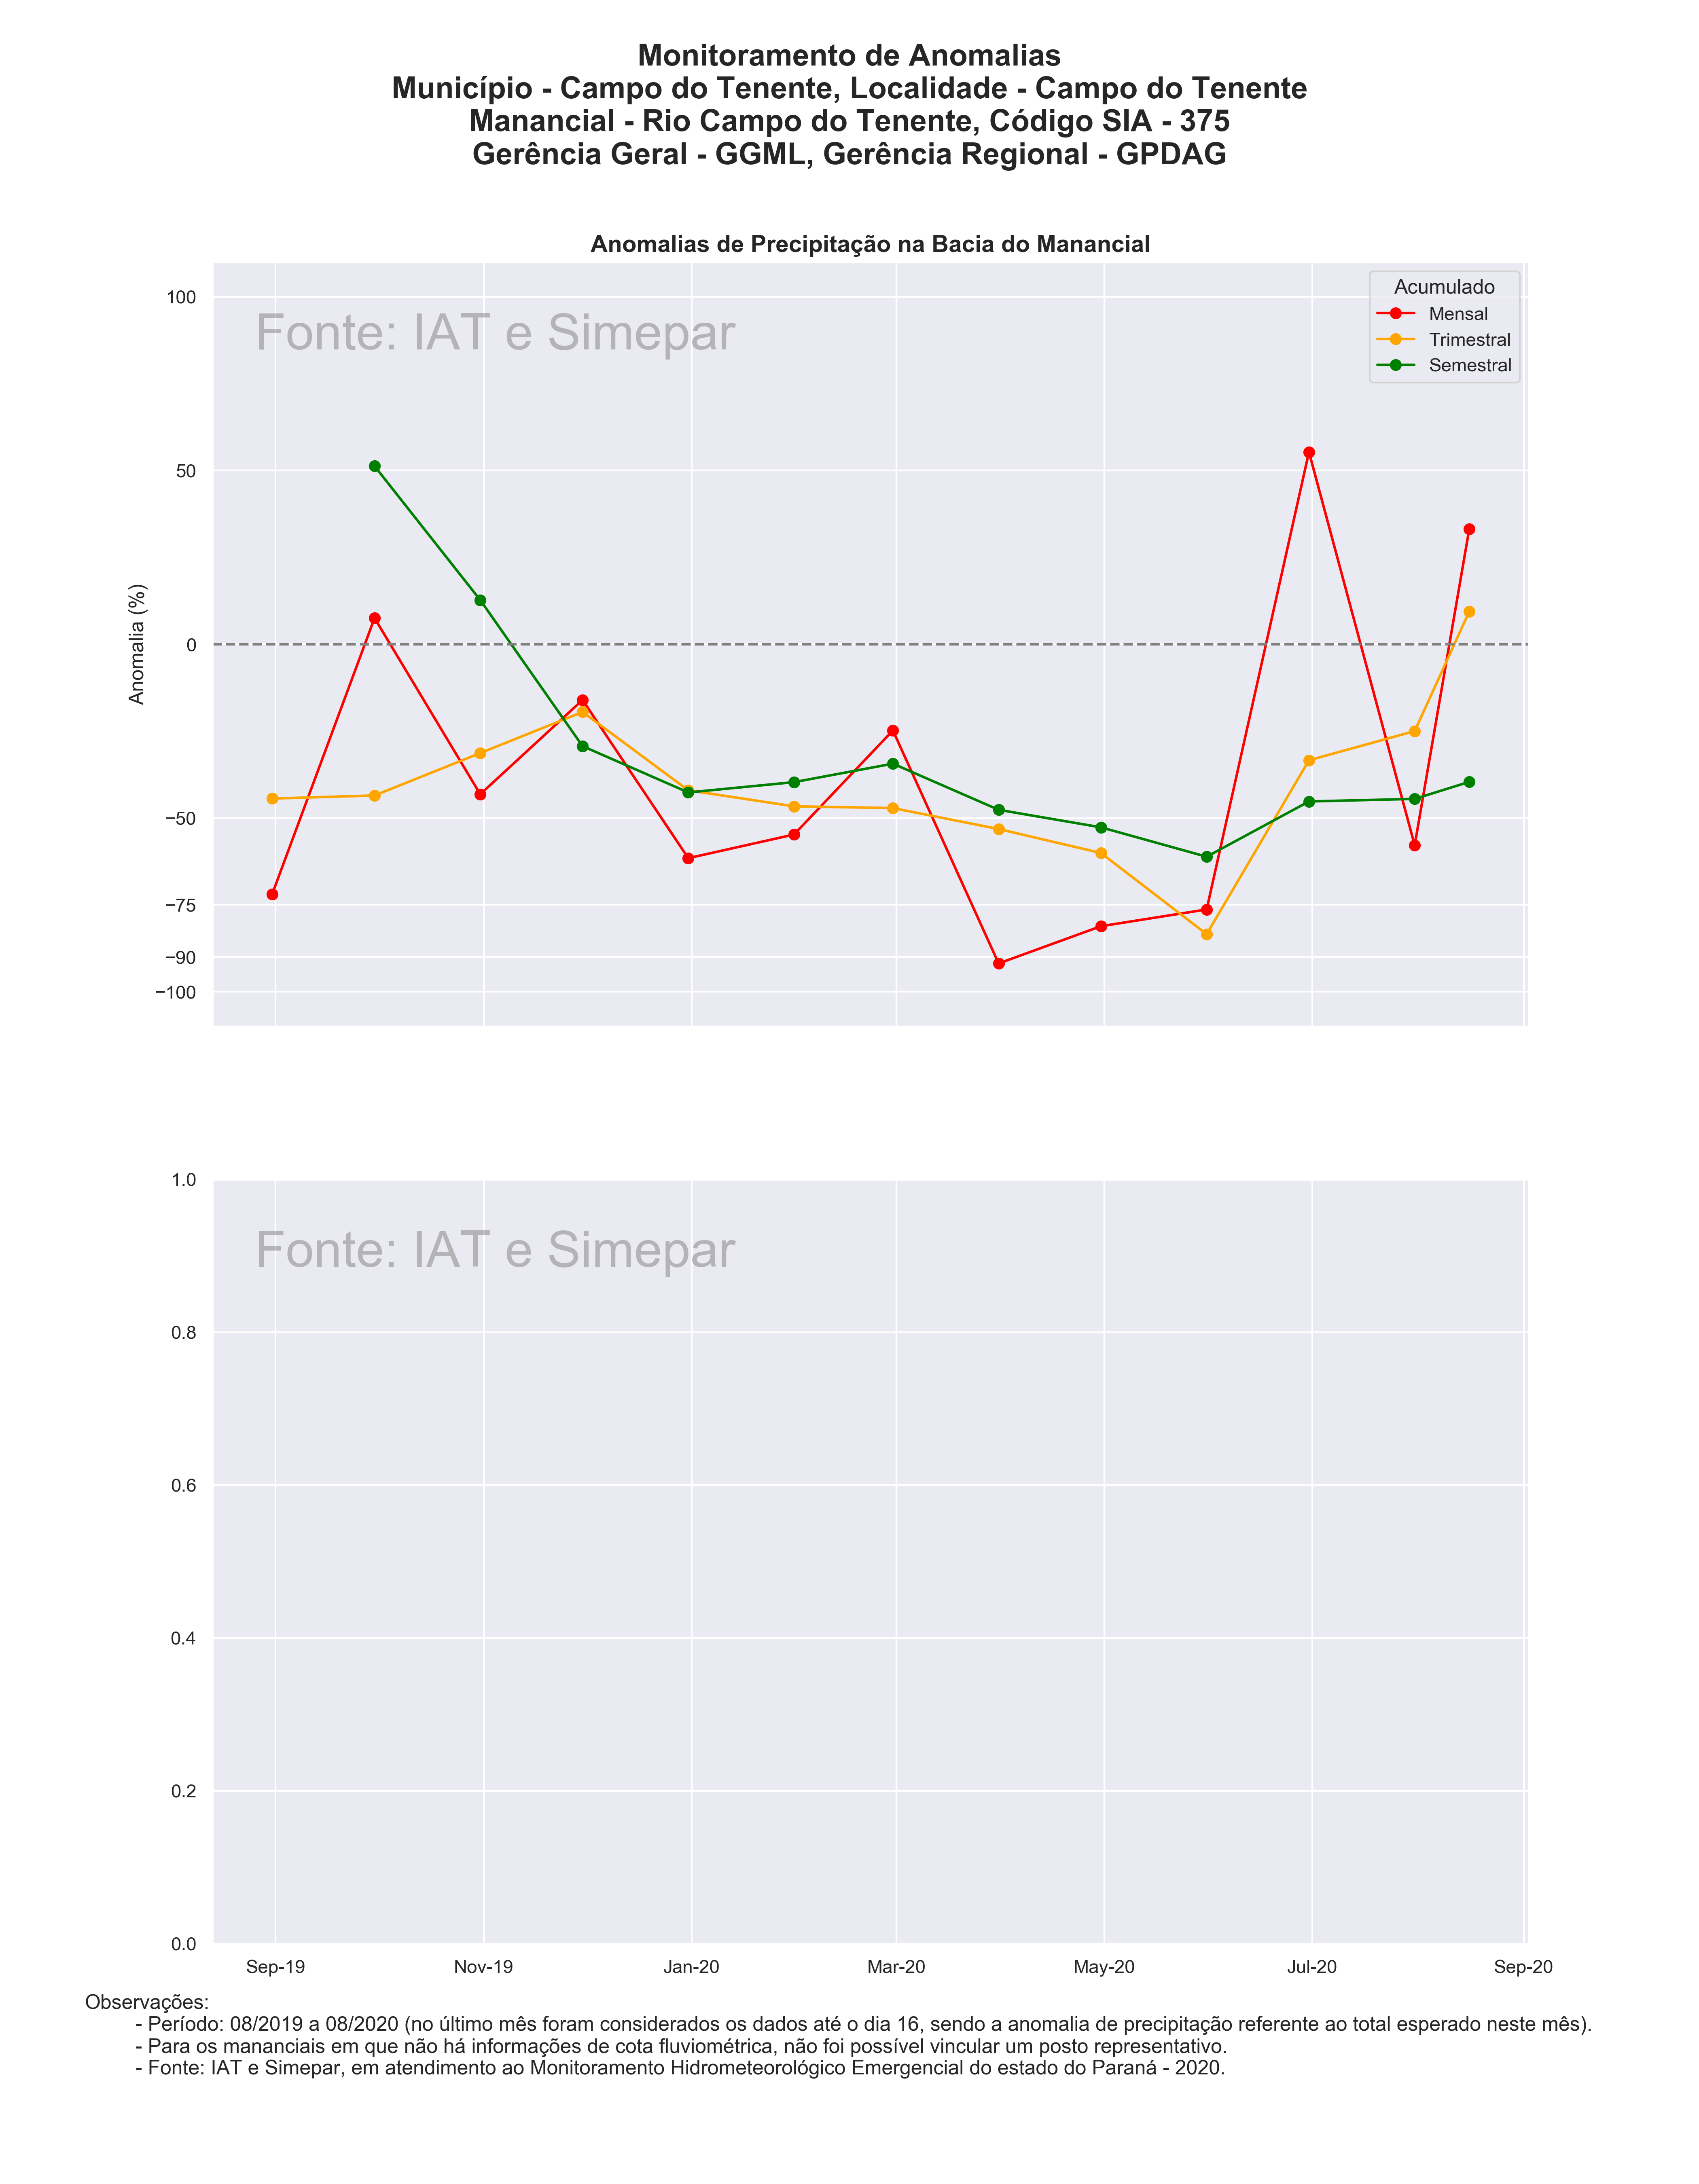 Monitoramento de Anomalias
Município - Campo do Tenente, Localidade - Campo do Tenente
Manancial - Rio Campo do Tenente, Código SIA - 375
Gerência Geral - GGML, Gerência Regional - GPDAG
Anomalias de Precipitação na Bacia do Manancial
Fonte: IAT e Simepar
Acumulado
Mensal
Trimestral
Semestral
Anomalia (%)
100
50
0
−50
−75
−90
−100
Fonte: IAT e Simepar
1.0
0.8
0.6
0.4
0.2
0.0
Sep-19 Nov-19 Jan-20 Mar-20 May-20 Jul-20 Sep-20
Observações:
- Período: 08/2019 a 08/2020 (no último mês foram considerados os dados até o dia 16, sendo a anomalia de precipitação referente ao total esperado neste mês).
- Para os mananciais em que não há informações de cota fluviométrica, não foi possível vincular um posto representativo.
- Fonte: IAT e Simepar, em atendimento ao Monitoramento Hidrometeorológico Emergencial do estado do Paraná - 2020.